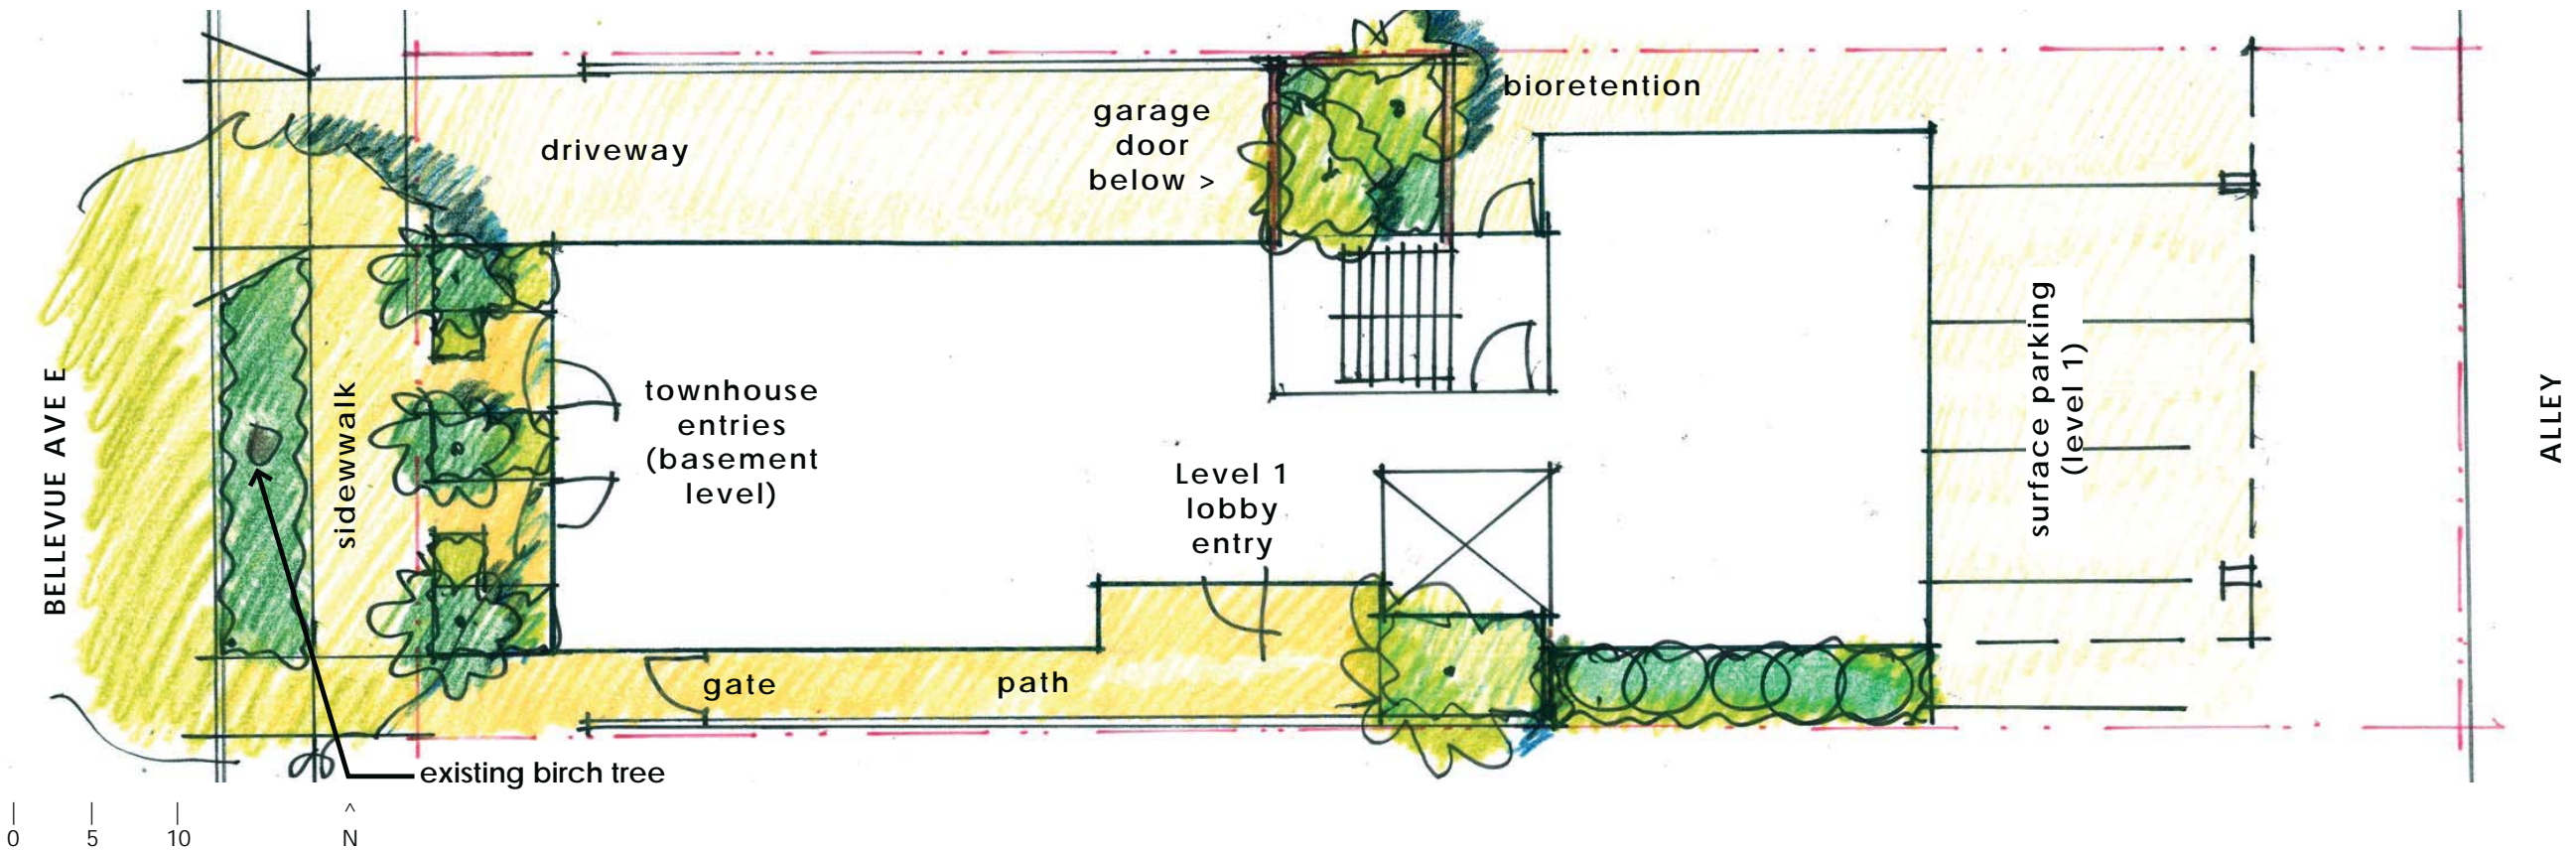 bioretention
garage
door
below >
driveway
BELLEVUE AVE E
sidewwalk
townhouse
entries
(basement
level)
Level 1
lobby
entry
surface parking
(level 1)
ALLEY
gate
path
existing birch tree
^
0 5 10 N